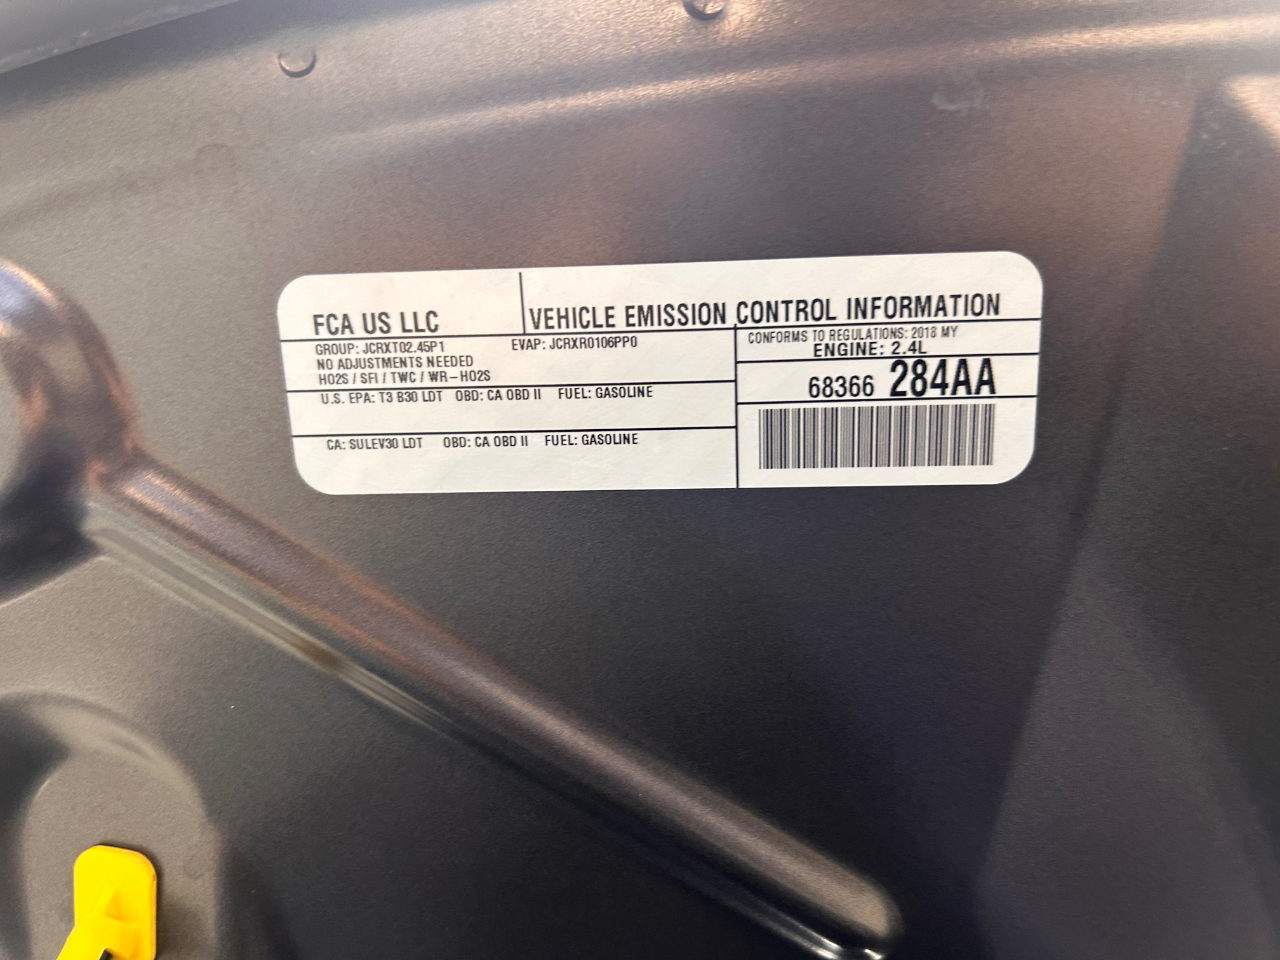 FCA US LLC
VEHICLE EMISSION CONTROL INFORMATION
GROUP: JCRXT02.45P1 EVAP: JCRXR0106PP0
NO ADJUSTMENTS NEEDED
HO2S / SFI / TWC / WR-HO2S
U.S. EPA: T3 B30 LDT OBD: CA OBD II FUEL: GASOLINE
CA: SULEV30 LDT OBD: CA OBD II FUEL: GASOLINE
CONFORMS TO REGULATIONS: 2018 MY
ENGINE: 2.4L
68366 284AA